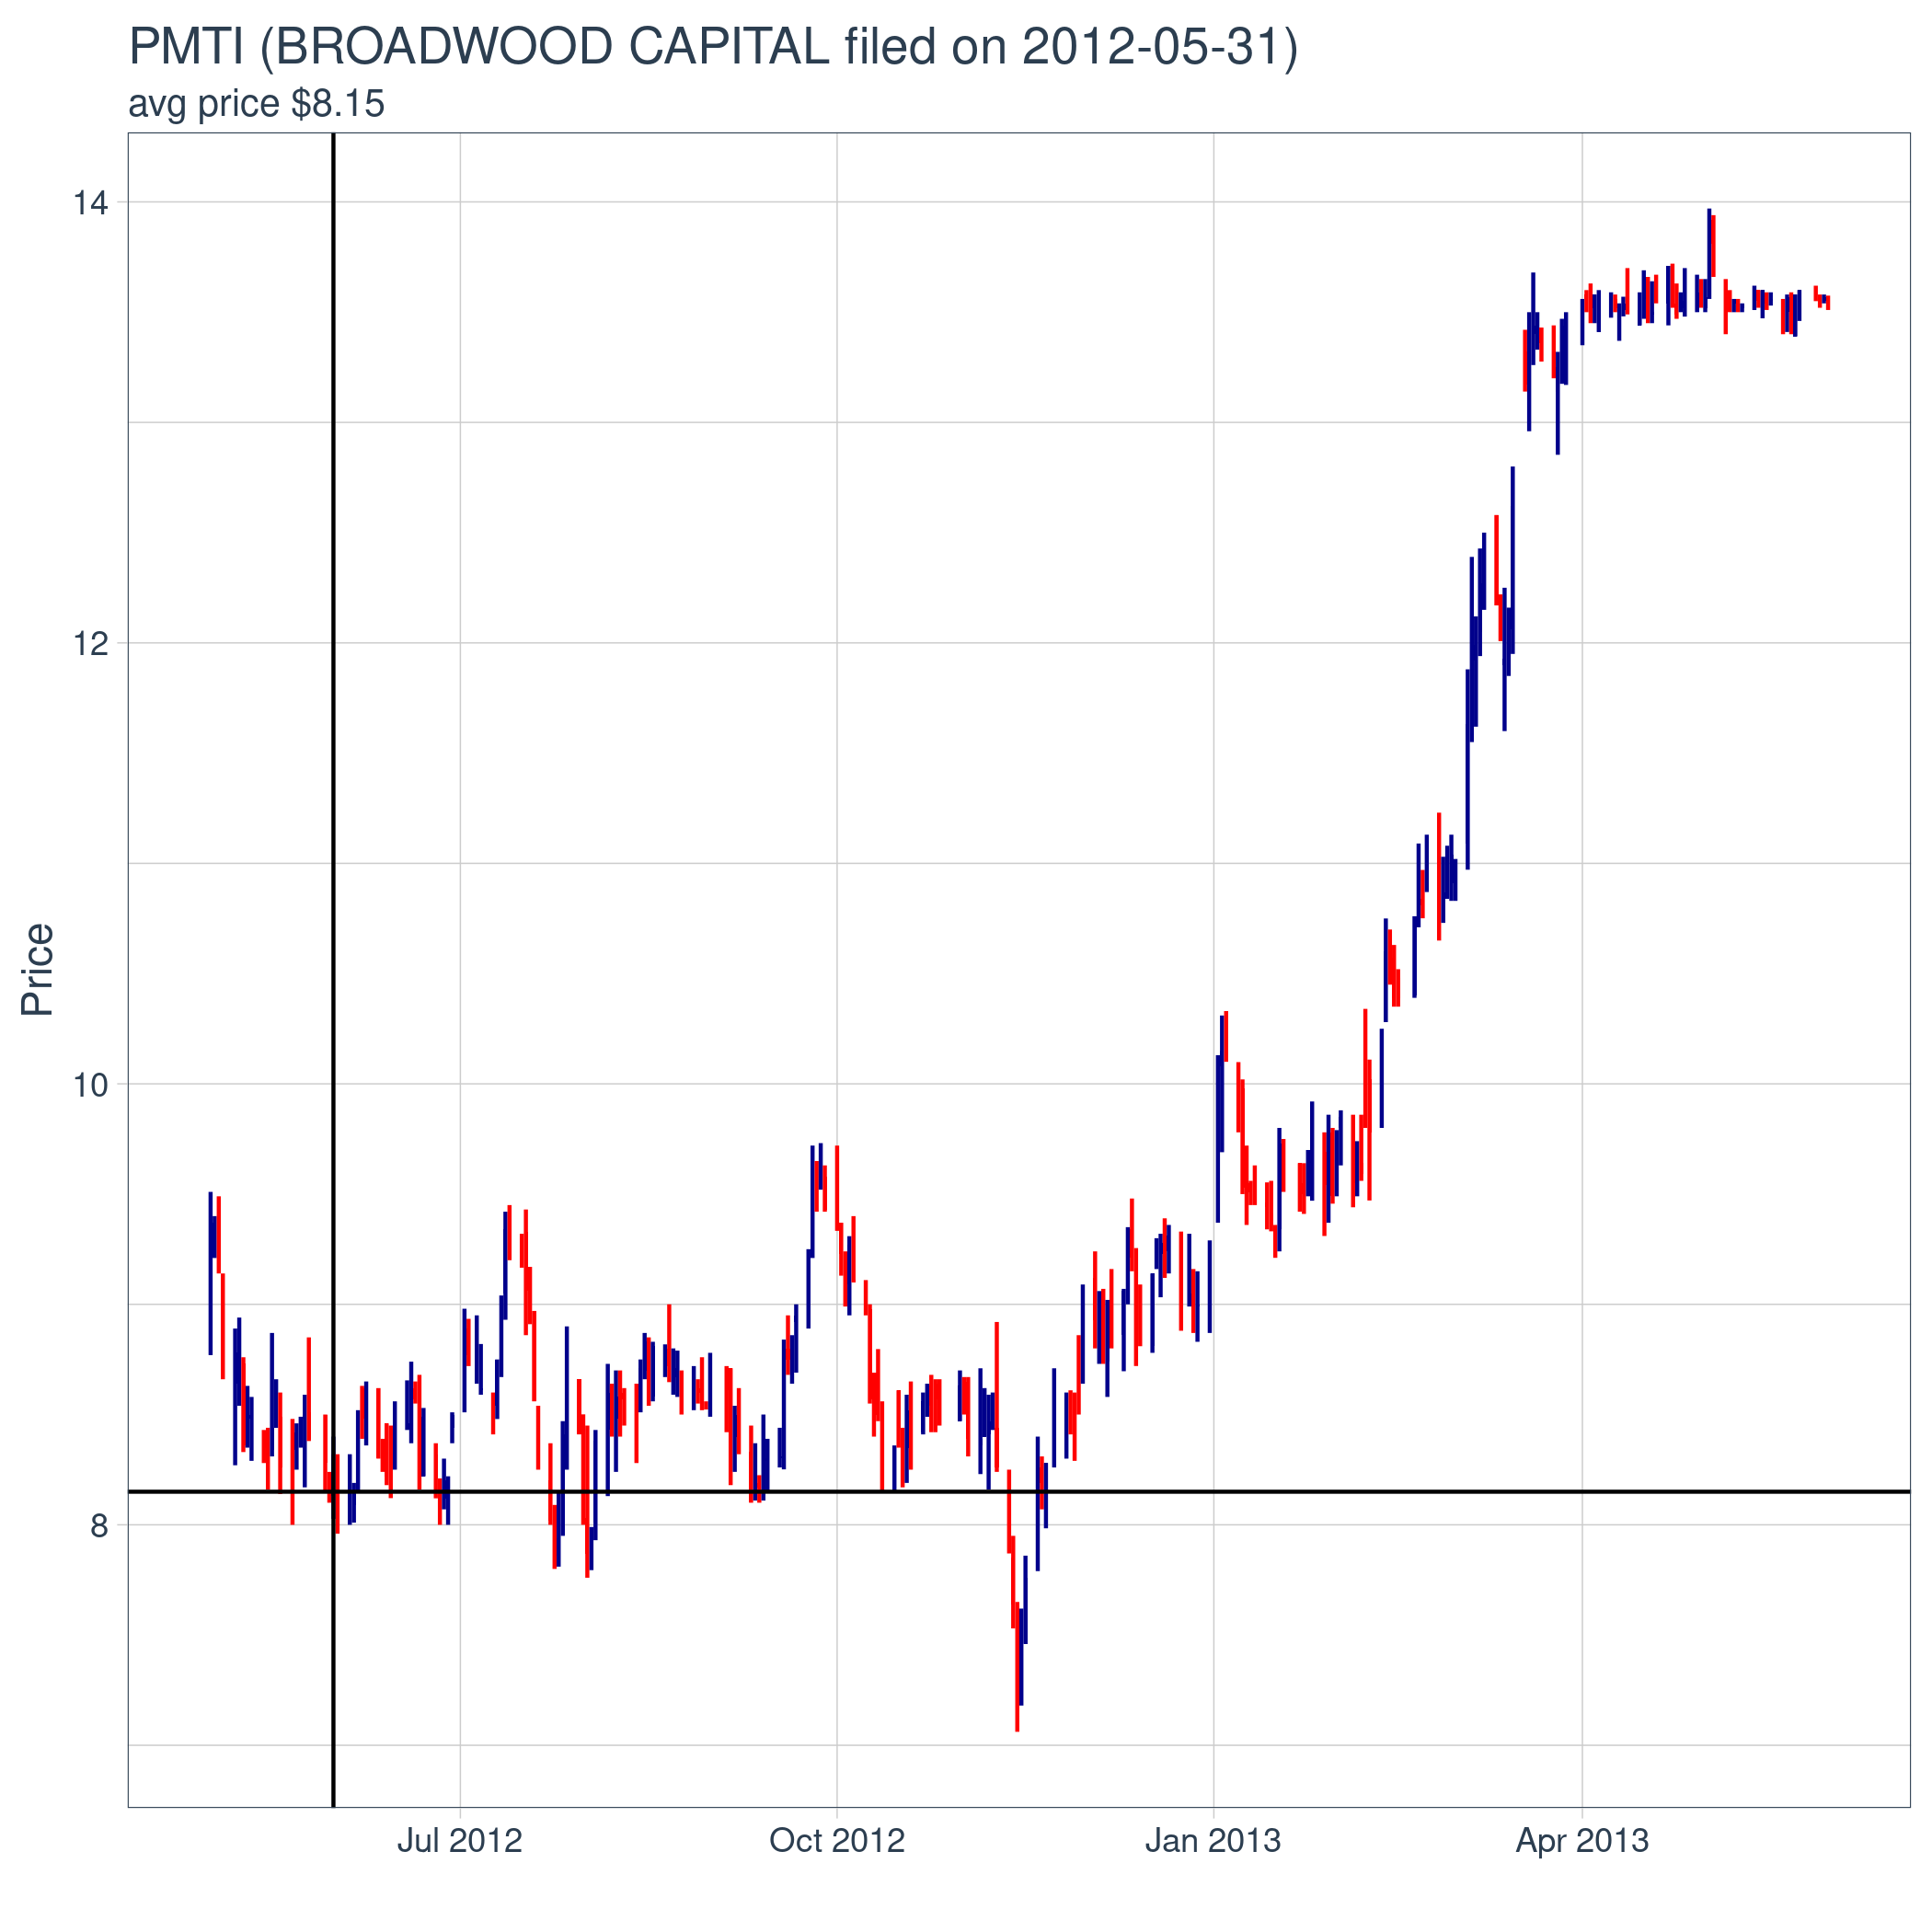 PMTI (BROADWOOD CAPITAL filed on 2012-05-31)
avg price $8.15
14
12
10
8
Price
Jul 2012
Oct 2012
Jan 2013
Apr 2013